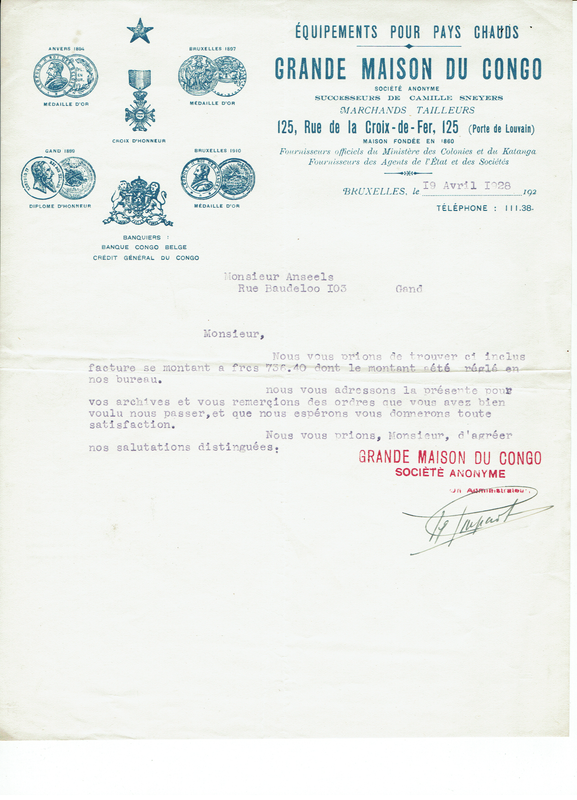 ÉQUIPEMENTS POUR PAYS CHAUDS
GRANDE MAISON DU CONGO
SOCIÉTÉ ANONYME
SUCCESSEURS DE CAMILLE SNEYERS
MARCHANDS TAILLEURS
125, Rue de la Croix-de-Fer, 125 (Porte de Louvain)
MAISON FONDÉE EN 1860
Fournisseurs officiels du Ministère des Colonies et du Katanga
Fournisseurs des Agents de l'État et des Sociétés
ANVERS 1894
MÉDAILLE D'OR
BRUXELLES 1897
MÉDAILLE D'OR
CROIX D'HONNEUR
GAND 1899
DIPLOME D'HONNEUR
BRUXELLES 1910
MÉDAILLE D'OR
BANQUIERS :
BANQUE CONGO BELGE
CRÉDIT GÉNÉRAL DU CONGO
BRUXELLES, le 19 Avril 1928 192
TÉLÉPHONE : 111.38
Monsieur Anseels
Rue Baudeloo 103 Gand
Monsieur,
Nous vous prions de trouver ci inclus
facture se montant a frcs 736.40 dont le montant aété réglé en
nos bureau.
nous vous adressons la présente pour
vos archives et vous remerçions des ordres que vous avez bien
voulu nous passer,et que nous espérons vous donnerons toute
satisfaction.
Nous vous prions, Monsieur, d'agréer
nos salutations distinguées.
GRANDE MAISON DU CONGO
SOCIÉTÉ ANONYME
Un Administrateur